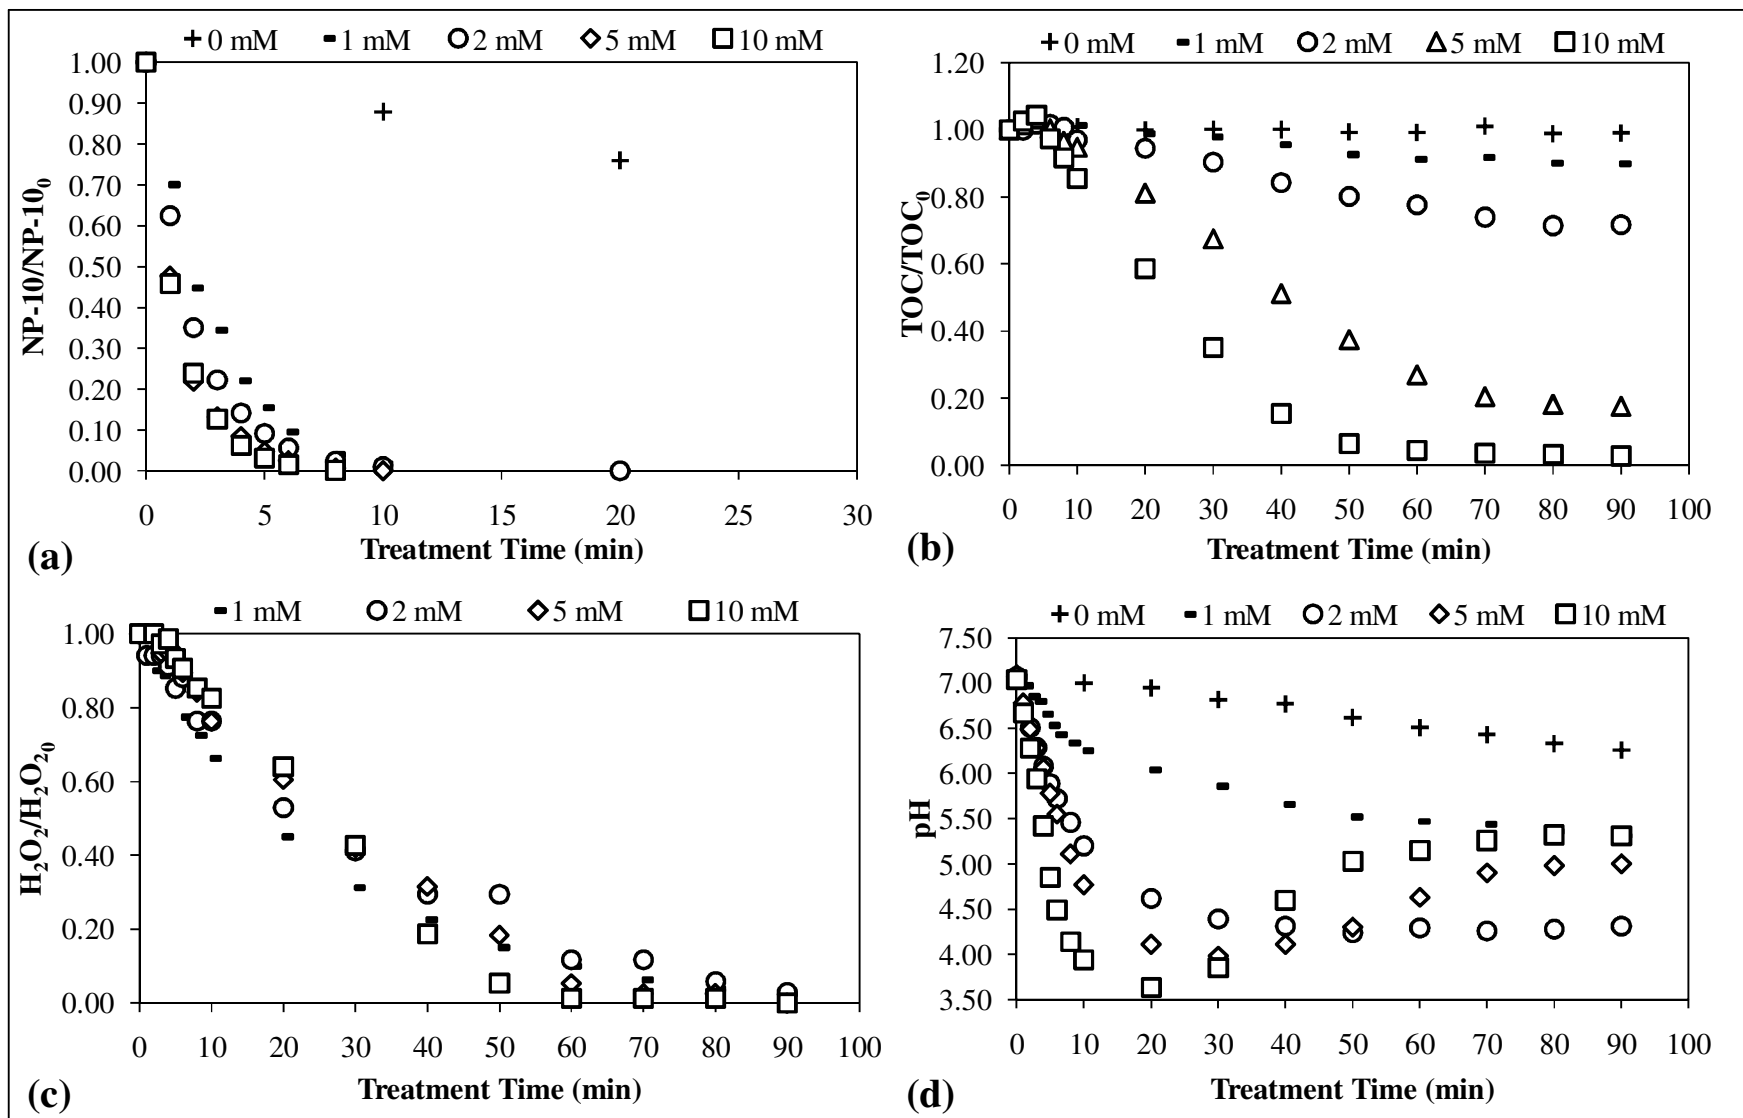 0 mM 1 mM 2 mM 5 mM 10 mM
1.00
0.90
0.80
0.70
0.60
0.50
0.40
0.30
0.20
0.10
0.00
NP-10/NP-10₀
0 5 10 15 20 25 30
Treatment Time (min)
(a)
0 mM 1 mM 2 mM 5 mM 10 mM
1.20
1.00
0.80
0.60
0.40
0.20
0.00
TOC/TOC₀
0 10 20 30 40 50 60 70 80 90 100
Treatment Time (min)
(b)
1 mM 2 mM 5 mM 10 mM
1.00
0.80
0.60
0.40
0.20
0.00
H₂O₂/H₂O₂₀
0 10 20 30 40 50 60 70 80 90 100
Treatment Time (min)
(c)
0 mM 1 mM 2 mM 5 mM 10 mM
7.50
7.00
6.50
6.00
5.50
5.00
4.50
4.00
3.50
pH
0 10 20 30 40 50 60 70 80 90 100
Treatment Time (min)
(d)